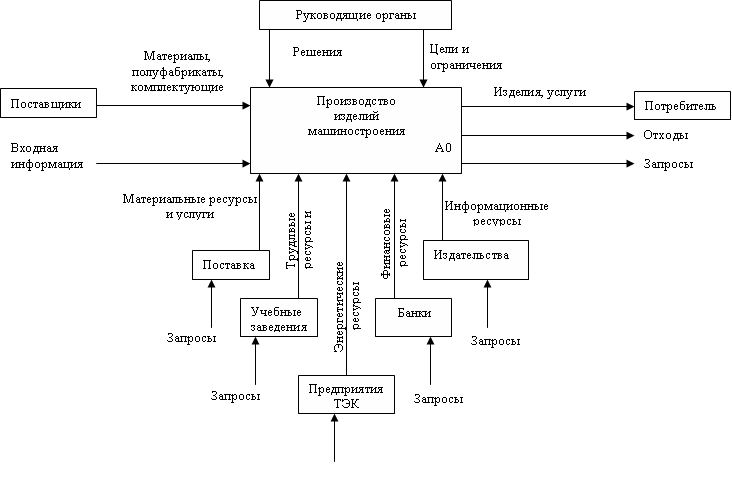 Руководящие органы
Решения
Цели и
ограничения
Материалы,
полуфабрикаты,
комплектующие
Поставщики
Производство
изделий
машиностроения
А0
Изделия, услуги
Потребитель
Отходы
Входная
информация
Запросы
Материальные ресурсы
и услуги
Трудпвые
ресурсы и
Энергетические
ресурсы
Финансовые
ресурсы
Информационные
ресурсы
Поставка
Издательства
Учебные
заведения
Банки
Запросы
Запросы
Предприятия
ТЭК
Запросы
Запросы